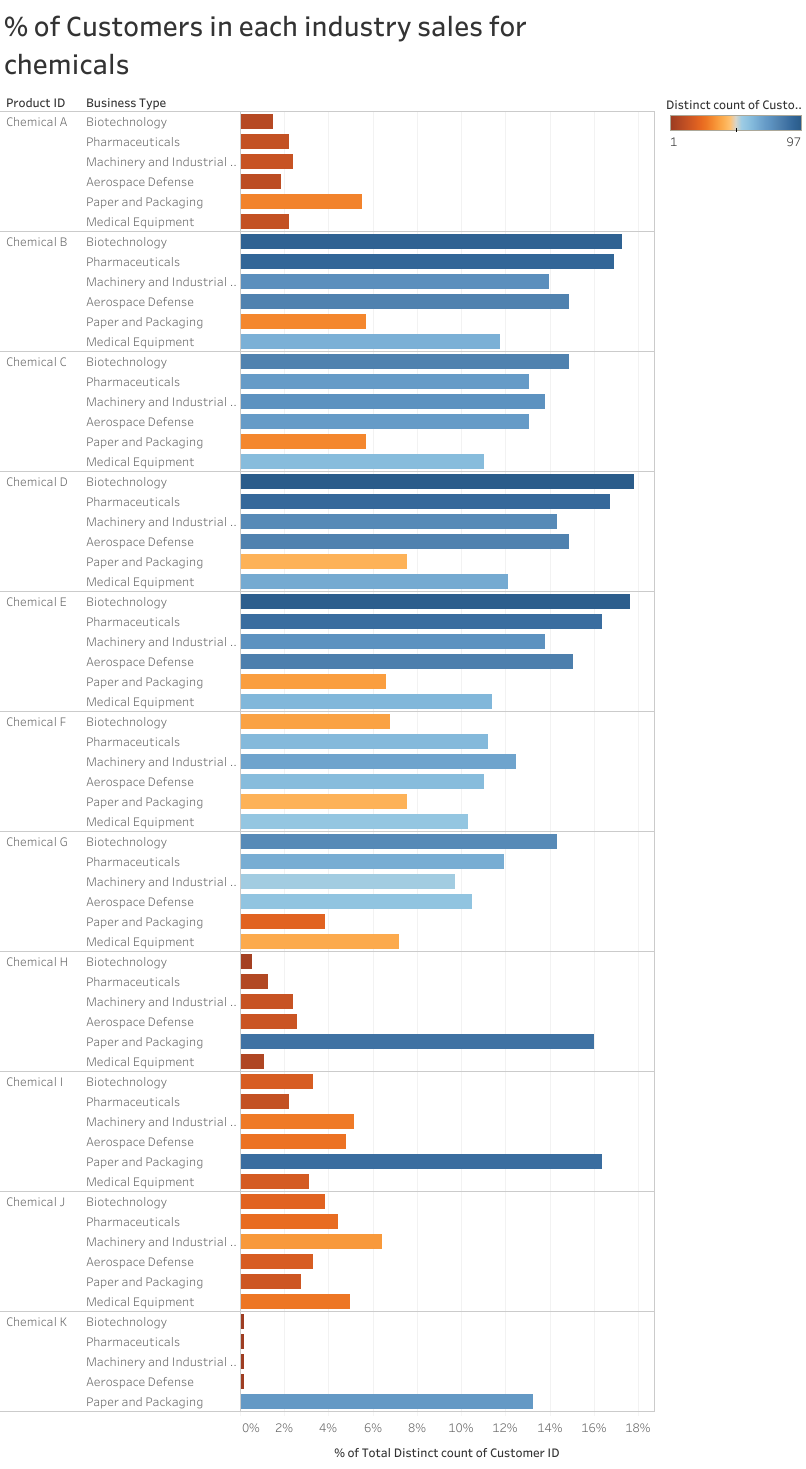 % of Customers in each industry sales for
chemicals
Product ID Business Type
Distinct count of Custo..
1 97
Chemical A Biotechnology
Pharmaceuticals
Machinery and Industrial ..
Aerospace Defense
Paper and Packaging
Medical Equipment
Chemical B Biotechnology
Pharmaceuticals
Machinery and Industrial ..
Aerospace Defense
Paper and Packaging
Medical Equipment
Chemical C Biotechnology
Pharmaceuticals
Machinery and Industrial ..
Aerospace Defense
Paper and Packaging
Medical Equipment
Chemical D Biotechnology
Pharmaceuticals
Machinery and Industrial ..
Aerospace Defense
Paper and Packaging
Medical Equipment
Chemical E Biotechnology
Pharmaceuticals
Machinery and Industrial ..
Aerospace Defense
Paper and Packaging
Medical Equipment
Chemical F Biotechnology
Pharmaceuticals
Machinery and Industrial ..
Aerospace Defense
Paper and Packaging
Medical Equipment
Chemical G Biotechnology
Pharmaceuticals
Machinery and Industrial ..
Aerospace Defense
Paper and Packaging
Medical Equipment
Chemical H Biotechnology
Pharmaceuticals
Machinery and Industrial ..
Aerospace Defense
Paper and Packaging
Medical Equipment
Chemical I Biotechnology
Pharmaceuticals
Machinery and Industrial ..
Aerospace Defense
Paper and Packaging
Medical Equipment
Chemical J Biotechnology
Pharmaceuticals
Machinery and Industrial ..
Aerospace Defense
Paper and Packaging
Medical Equipment
Chemical K Biotechnology
Pharmaceuticals
Machinery and Industrial ..
Aerospace Defense
Paper and Packaging
0% 2% 4% 6% 8% 10% 12% 14% 16% 18%
% of Total Distinct count of Customer ID